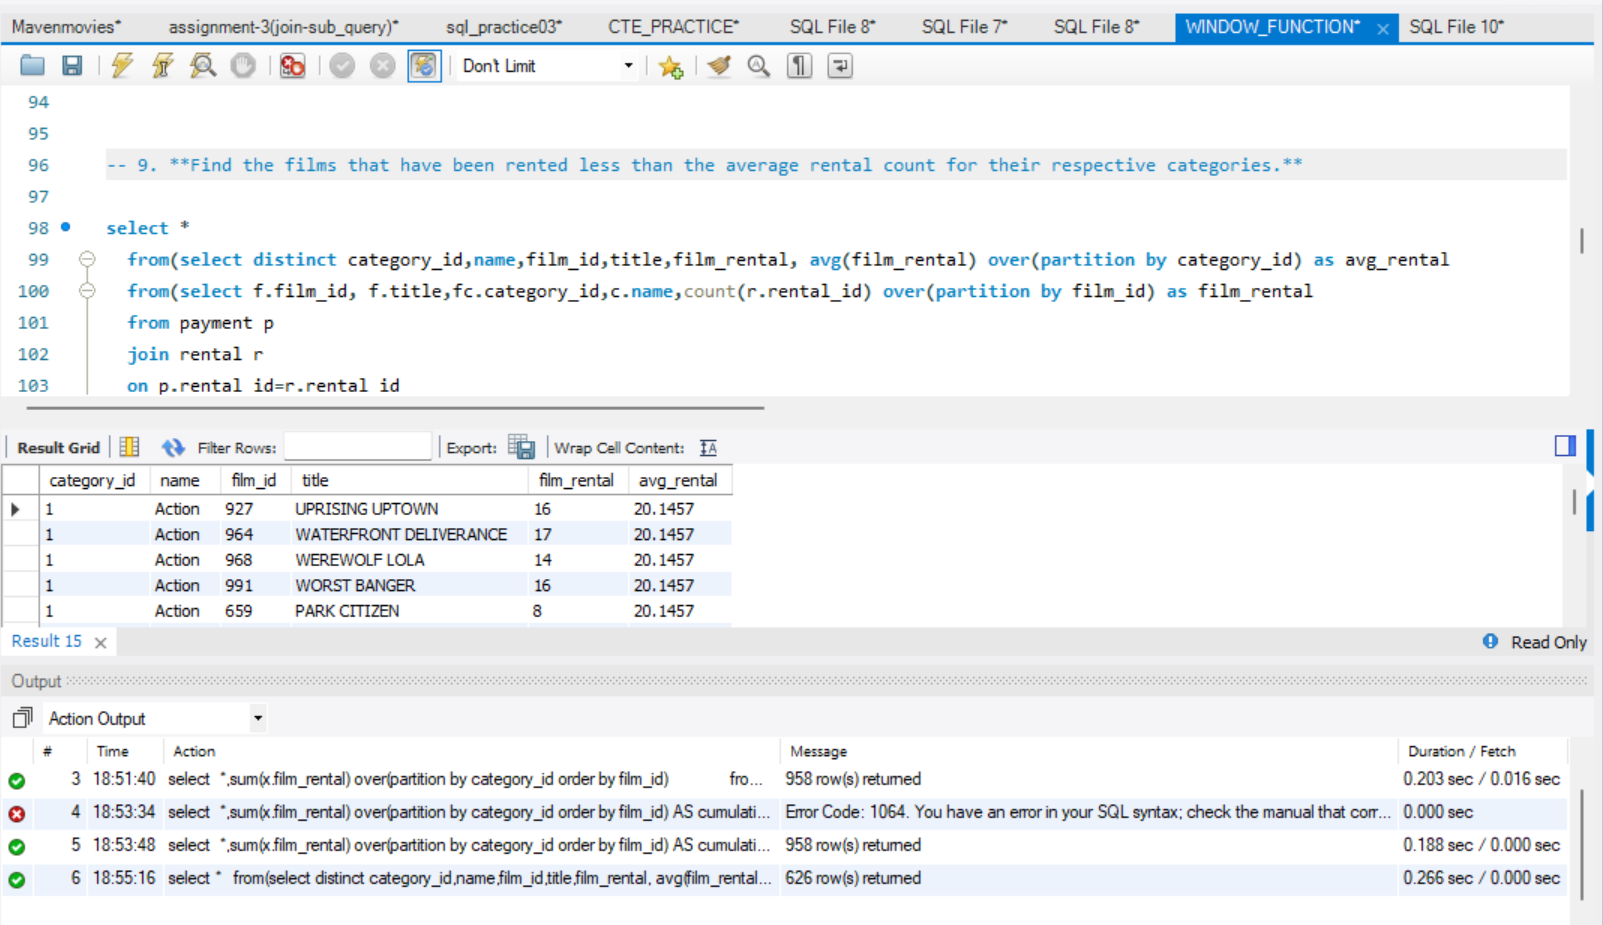 Mavenmovies* assignment-3(join-sub_query)* sql_practice03* CTE_PRACTICE* SQL File 8* SQL File 7* SQL File 8* WINDOW_FUNCTION* SQL File 10*
Don't Limit
94
95
96 -- 9. **Find the films that have been rented less than the average rental count for their respective categories.**
97
98 select *
99 from(select distinct category_id,name,film_id,title,film_rental, avg(film_rental) over(partition by category_id) as avg_rental
100 from(select f.film_id, f.title,fc.category_id,c.name,count(r.rental_id) over(partition by film_id) as film_rental
101 from payment p
102 join rental r
103 on p.rental_id=r.rental_id
Result Grid Filter Rows: Export: Wrap Cell Content:
category_id name film_id title film_rental avg_rental
1 Action 927 UPRISING UPTOWN 16 20.1457
1 Action 964 WATERFRONT DELIVERANCE 17 20.1457
1 Action 968 WEREWOLF LOLA 14 20.1457
1 Action 991 WORST BANGER 16 20.1457
1 Action 659 PARK CITIZEN 8 20.1457
Result 15 Read Only
Output
Action Output
# Time Action Message Duration / Fetch
3 18:51:40 select *,sum(x.film_rental) over(partition by category_id order by film_id) fro... 958 row(s) returned 0.203 sec / 0.016 sec
4 18:53:34 select *,sum(x.film_rental) over(partition by category_id order by film_id) AS cumulati... Error Code: 1064. You have an error in your SQL syntax; check the manual that corr... 0.000 sec
5 18:53:48 select *,sum(x.film_rental) over(partition by category_id order by film_id) AS cumulati... 958 row(s) returned 0.188 sec / 0.000 sec
6 18:55:16 select * from(select distinct category_id,name,film_id,title,film_rental, avg(film_rental... 626 row(s) returned 0.266 sec / 0.000 sec